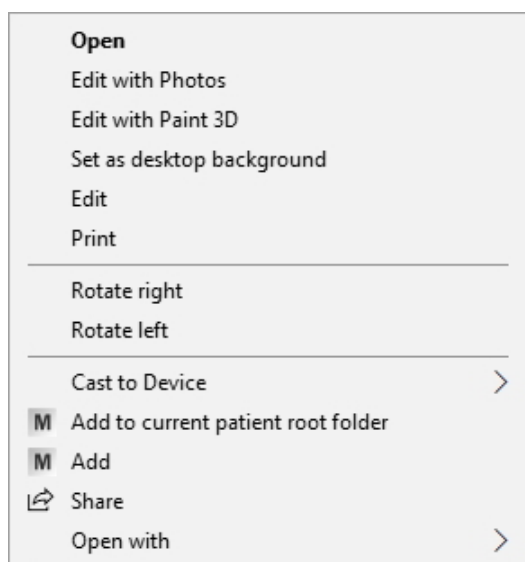 Open
Edit with Photos
Edit with Paint 3D
Set as desktop background
Edit
Print
Rotate right
Rotate left
Cast to Device
M Add to current patient root folder
M Add
Share
Open with